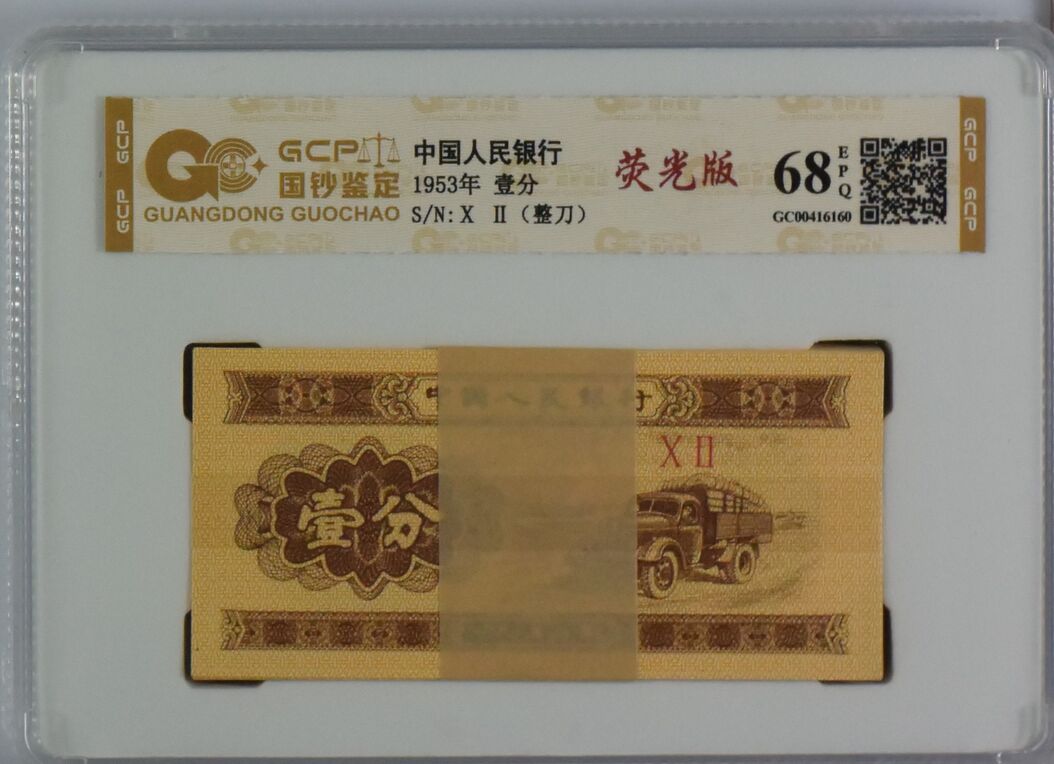 GCP
GCP
GCP
国钞鉴定
GUANGDONG GUOCHAO
中国人民银行
1953年 壹分
S/N: X Ⅱ（整刀）
荧光版
68
EPQ
GC00416160
GCP
GCP
中国人民银行
X Ⅱ
壹分